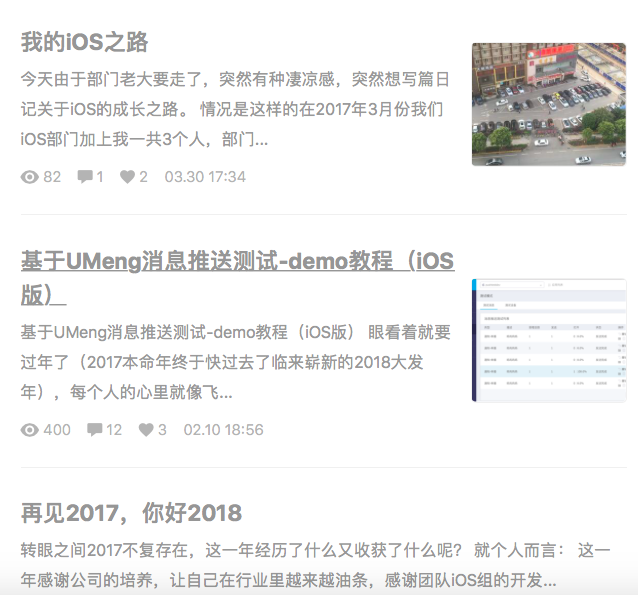 我的iOS之路
今天由于部门老大要走了，突然有种凄凉感，突然想写篇日
记关于iOS的成长之路。 情况是这样的在2017年3月份我们
iOS部门加上我一共3个人，部门...
82 1 2 03.30 17:34
基于UMeng消息推送测试-demo教程（iOS
版）
基于UMeng消息推送测试-demo教程（iOS版） 眼看着就要
过年了（2017本命年终于快过去了临来崭新的2018大发
年），每个人的心里就像飞...
400 12 3 02.10 18:56
再见2017，你好2018
转眼之间2017不复存在，这一年经历了什么又收获了什么呢？ 就个人而言： 这一
年感谢公司的培养，让自己在行业里越来越油条，感谢团队iOS组的开发...